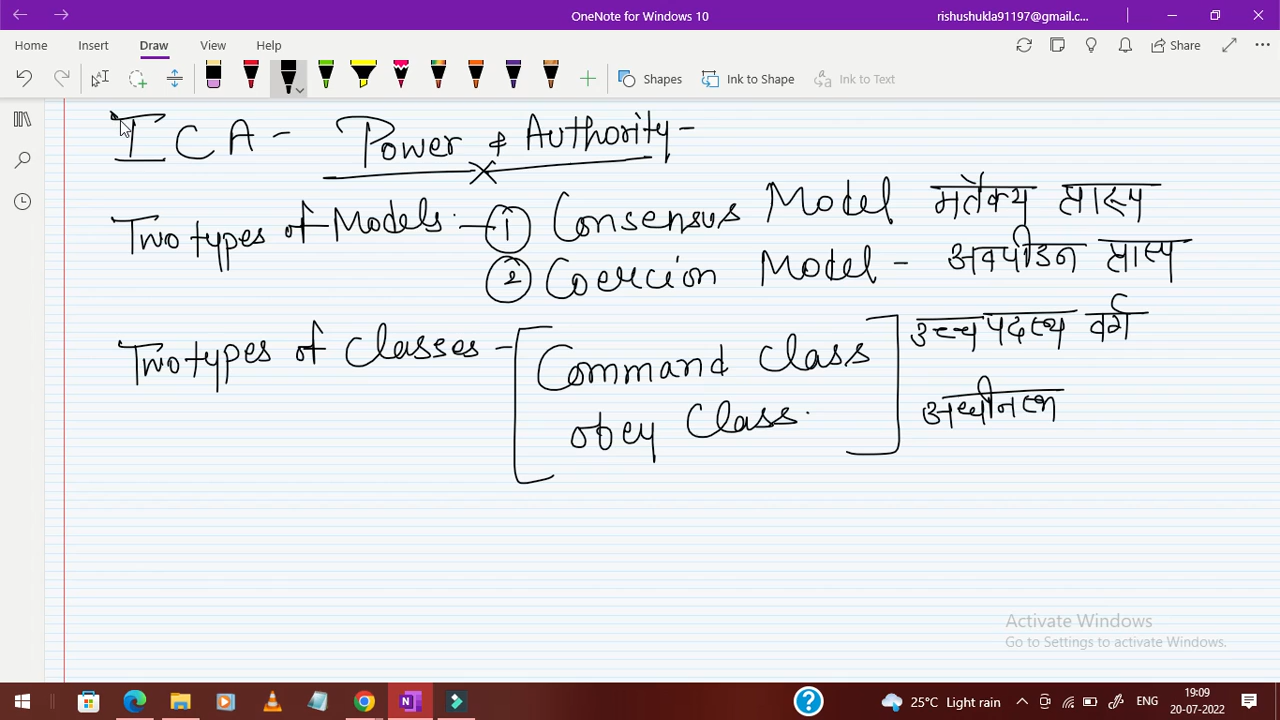 OneNote for Windows 10
rishushukla91197@gmail.c...
Home Insert Draw View Help
Share
Shapes Ink to Shape Ink to Text
ICA - Power & Authority -
Two types of Models - ① Consensus Model मतैक्य प्रारूप
② Coercion Model - अवपीडन प्रारूप
Two types of Classes - [ Command Class ] उच्च पदस्थ वर्ग
obey Class. अधीनस्थ
Activate Windows
Go to Settings to activate Windows.
25°C Light rain
ENG
19:09
20-07-2022